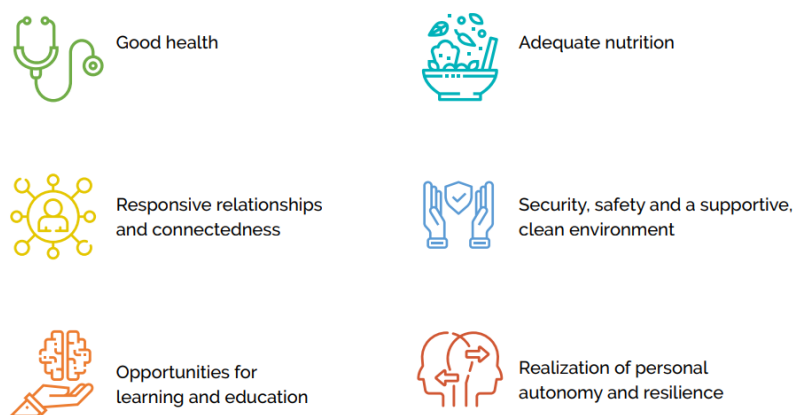 Good health
Adequate nutrition
Responsive relationships
and connectedness
Security, safety and a supportive,
clean environment
Opportunities for
learning and education
Realization of personal
autonomy and resilience